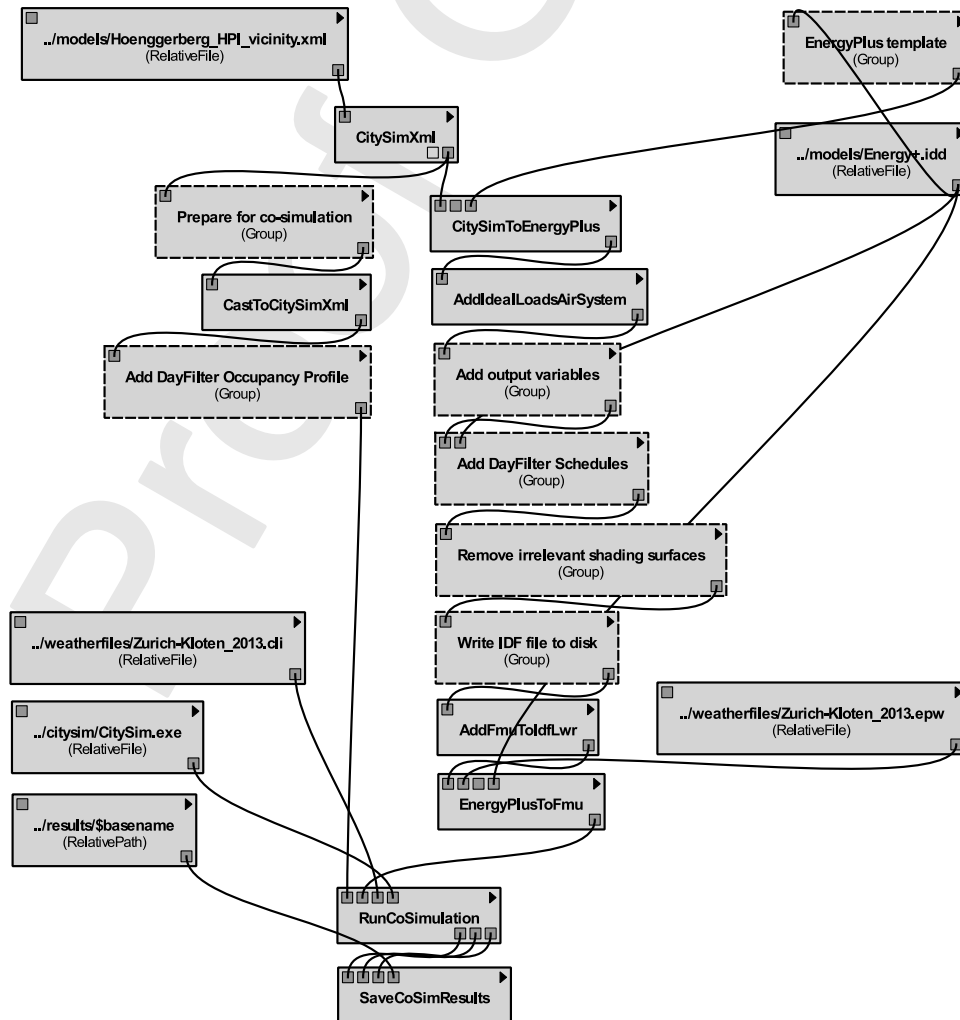 ../models/Hoenggerberg_HPI_vicinity.xml
(RelativeFile)
EnergyPlus template
(Group)
CitySimXml
../models/Energy+.idd
(RelativeFile)
Prepare for co-simulation
(Group)
CitySimToEnergyPlus
CastToCitySimXml
AddIdealLoadsAirSystem
Add DayFilter Occupancy Profile
(Group)
Add output variables
(Group)
Add DayFilter Schedules
(Group)
Remove irrelevant shading surfaces
(Group)
../weatherfiles/Zurich-Kloten_2013.cli
(RelativeFile)
Write IDF file to disk
(Group)
../citysim/CitySim.exe
(RelativeFile)
AddFmuToIdfLwr
../weatherfiles/Zurich-Kloten_2013.epw
(RelativeFile)
../results/$basename
(RelativePath)
EnergyPlusToFmu
RunCoSimulation
SaveCoSimResults
Proof